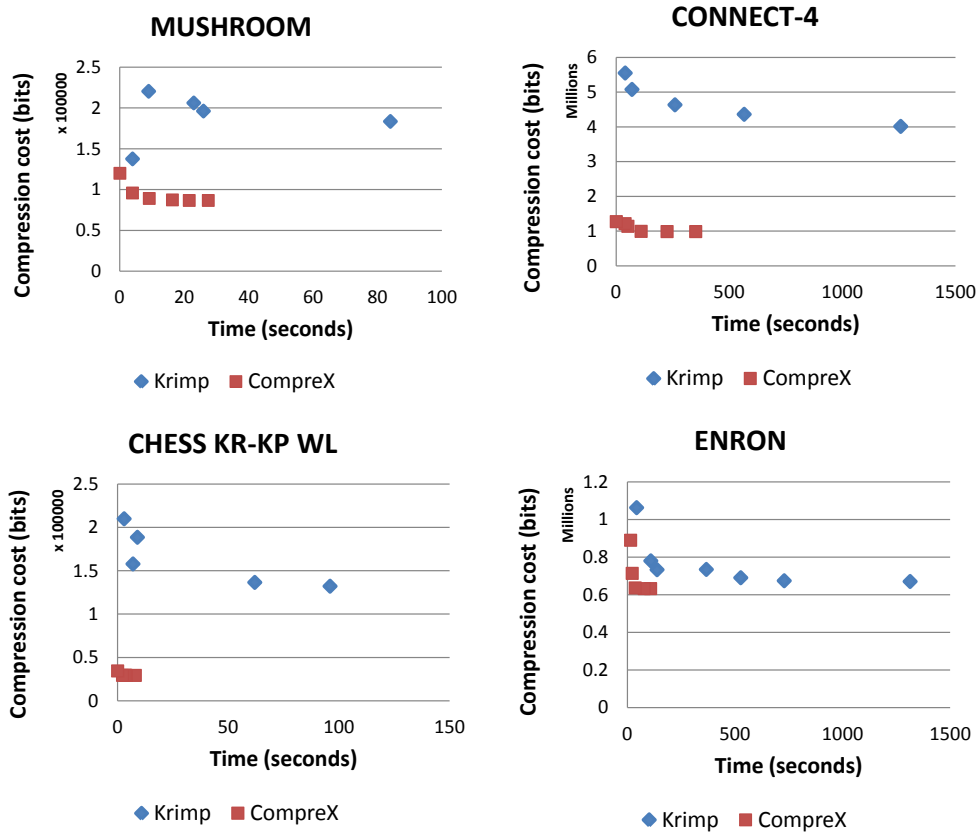 MUSHROOM
Compression cost (bits)
x 100000
2.5
2
1.5
1
0.5
0
0 20 40 60 80 100
Time (seconds)
Krimp CompreX
CONNECT-4
Compression cost (bits)
Millions
6
5
4
3
2
1
0
0 500 1000 1500
Time (seconds)
Krimp CompreX
CHESS KR-KP WL
Compression cost (bits)
x 100000
2.5
2
1.5
1
0.5
0
0 50 100 150
Time (seconds)
Krimp CompreX
ENRON
Compression cost (bits)
Millions
1.2
1
0.8
0.6
0.4
0.2
0
0 500 1000 1500
Time (seconds)
Krimp CompreX